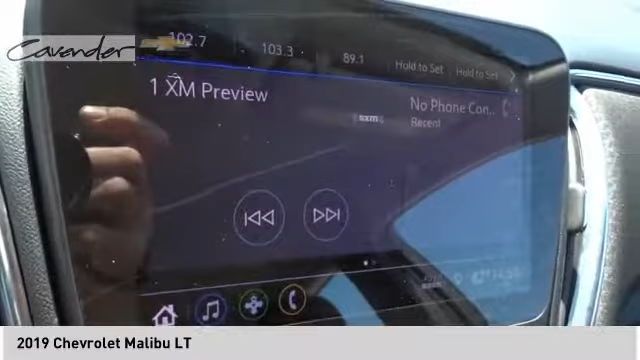 Cavender
102.7 103.3 89.1 Hold to Set Hold to Set
1 XM Preview
No Phone Con..
sxm
Recent
2019 Chevrolet Malibu LT